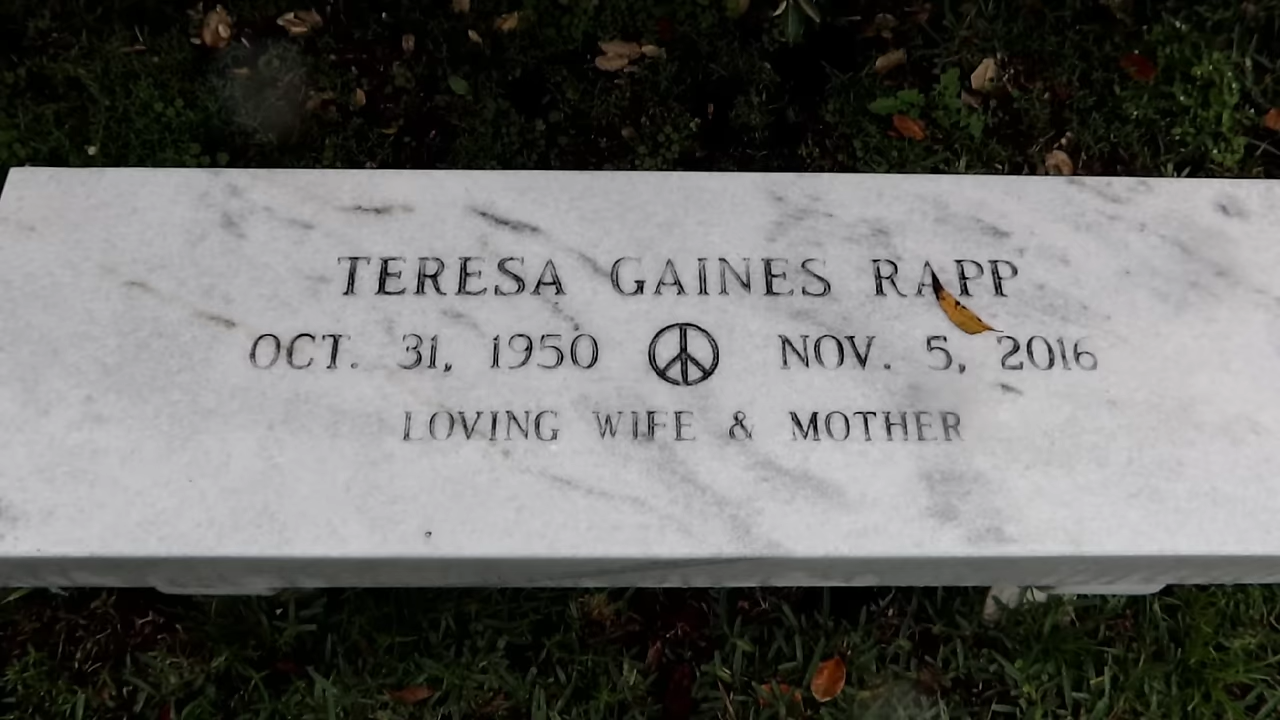 TERESA GAINES RAPP
OCT. 31, 1950 ☮ NOV. 5, 2016
LOVING WIFE & MOTHER